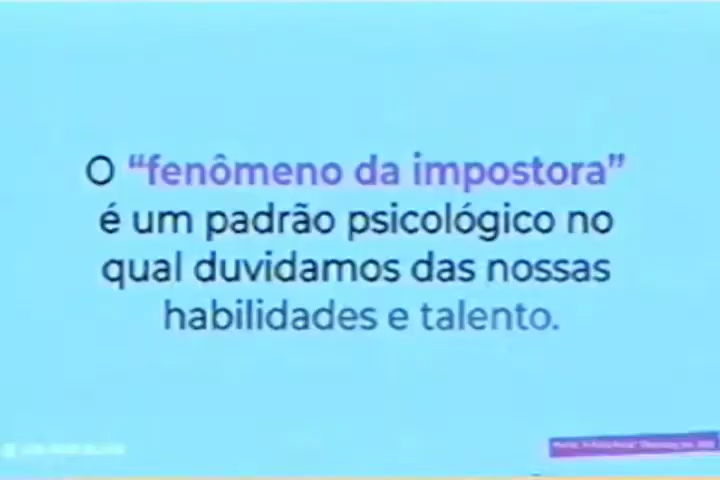 O “fenômeno da impostora”
é um padrão psicológico no
qual duvidamos das nossas
habilidades e talento.